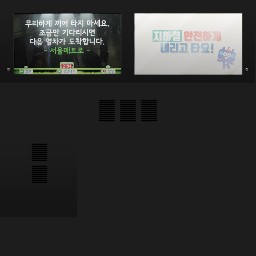 무리하게 끼어 타지 마세요.
조금만 기다리시면
다음 열차가 도착합니다.
- 서울메트로 -
지하철 안전하게
내리고 타요!